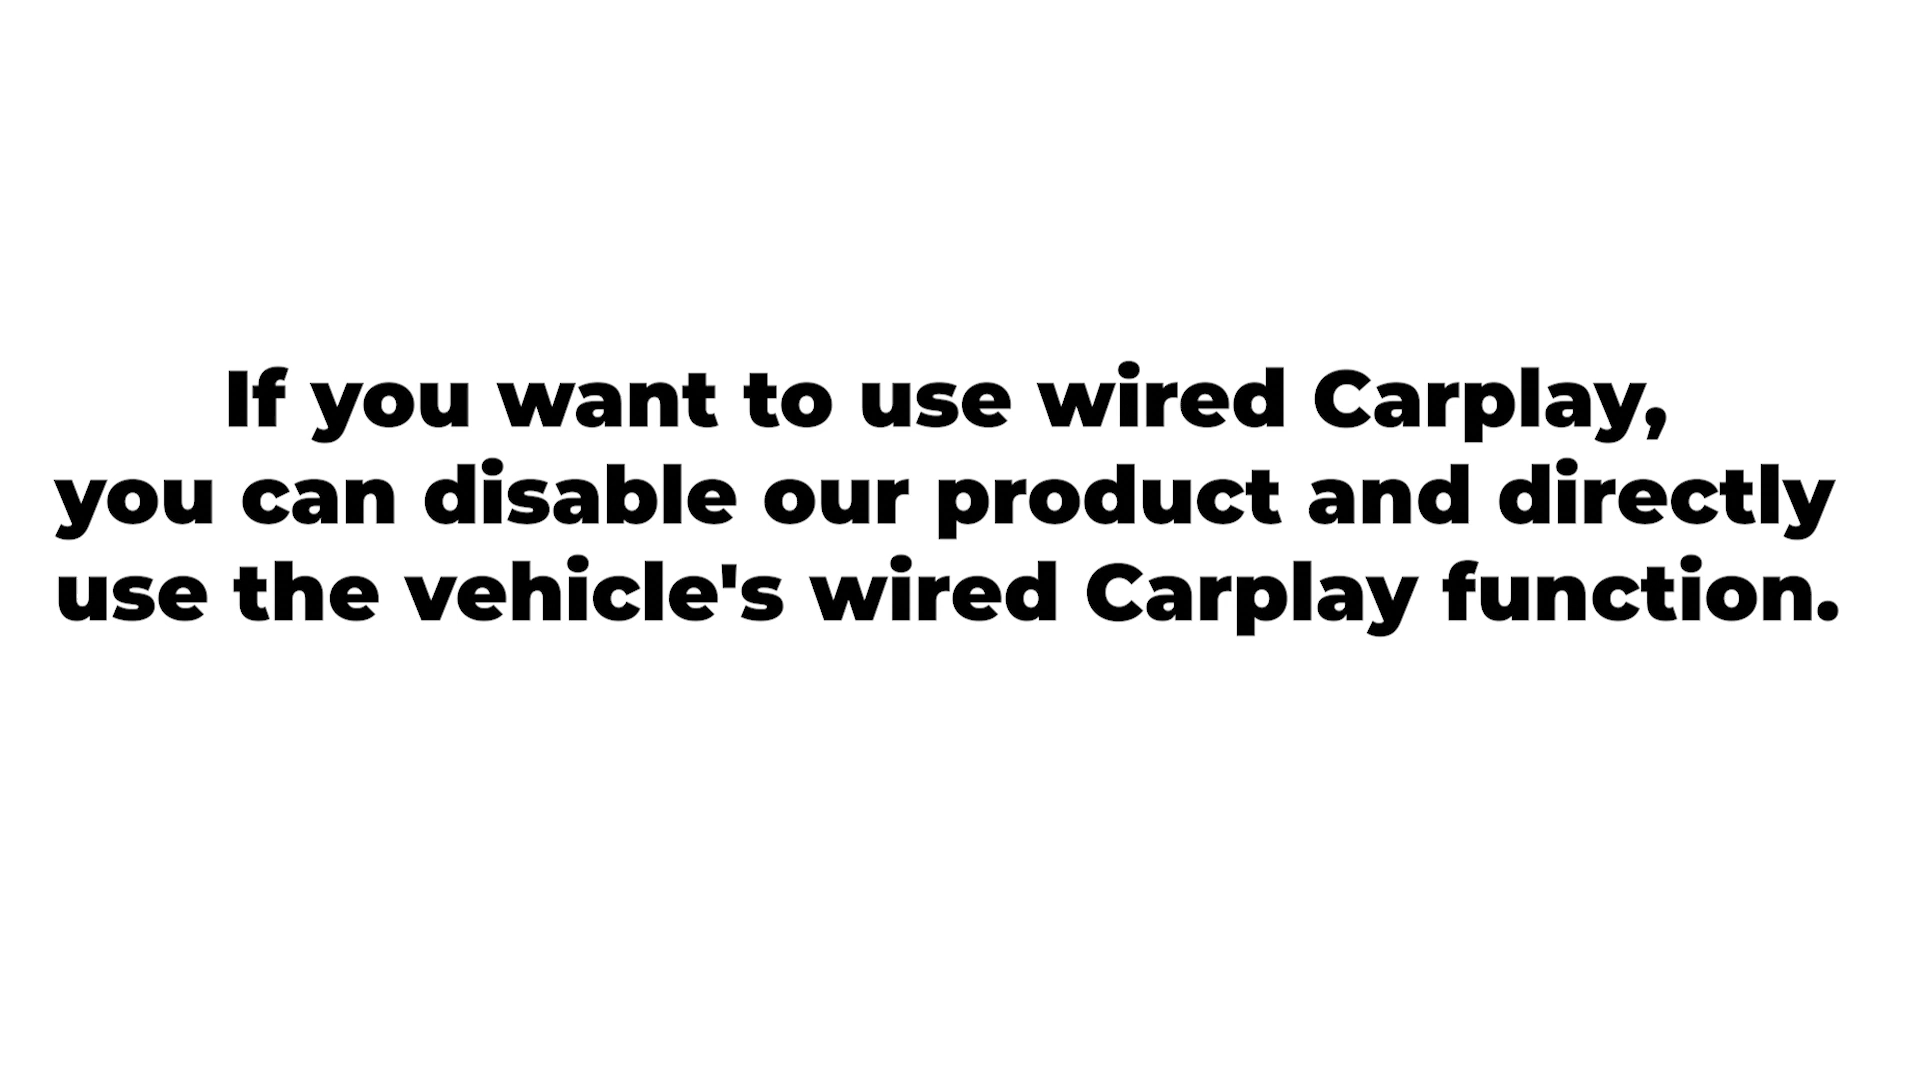 If you want to use wired Carplay,
you can disable our product and directly
use the vehicle's wired Carplay function.